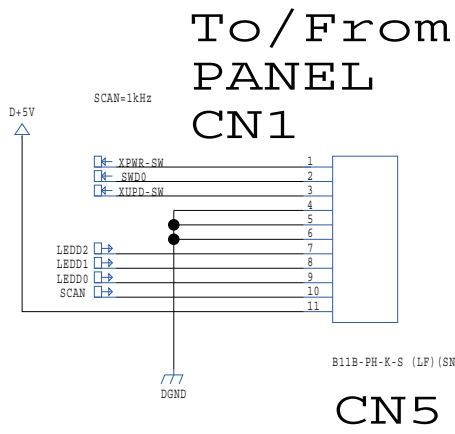 To/From
PANEL
CN1
SCAN=1kHz
D+5V
XPWR-SW 1
SWD0 2
XUPD-SW 3
4
5
6
LEDD2 7
LEDD1 8
LEDD0 9
SCAN 10
11
B11B-PH-K-S (LF)(SN
DGND
CN5